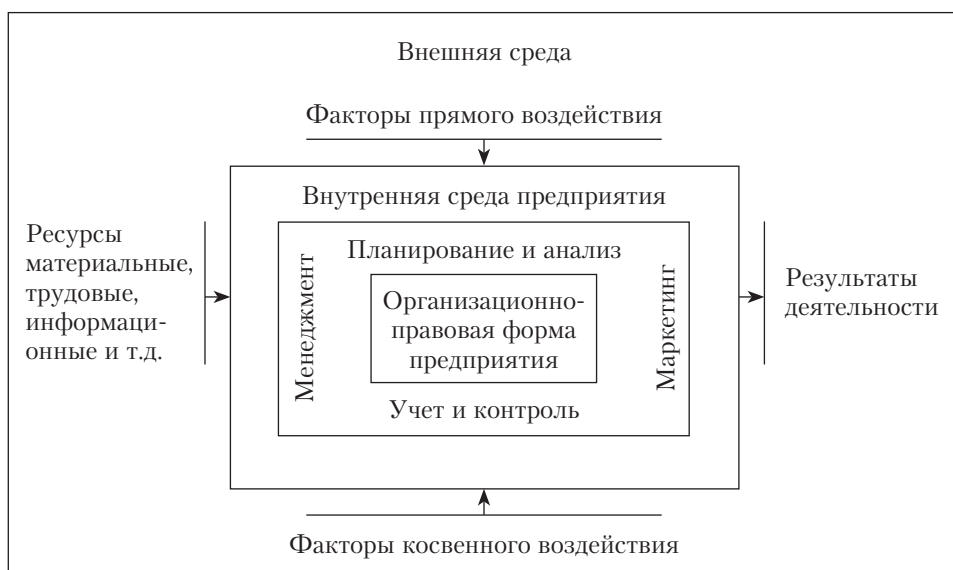 Внешняя среда
Факторы прямого воздействия
Внутренняя среда предприятия
Ресурсы
материальные,
трудовые,
информаци-
онные и т.д.
Менеджмент
Планирование и анализ
Организационно-
правовая форма
предприятия
Учет и контроль
Маркетинг
Результаты
деятельности
Факторы косвенного воздействия